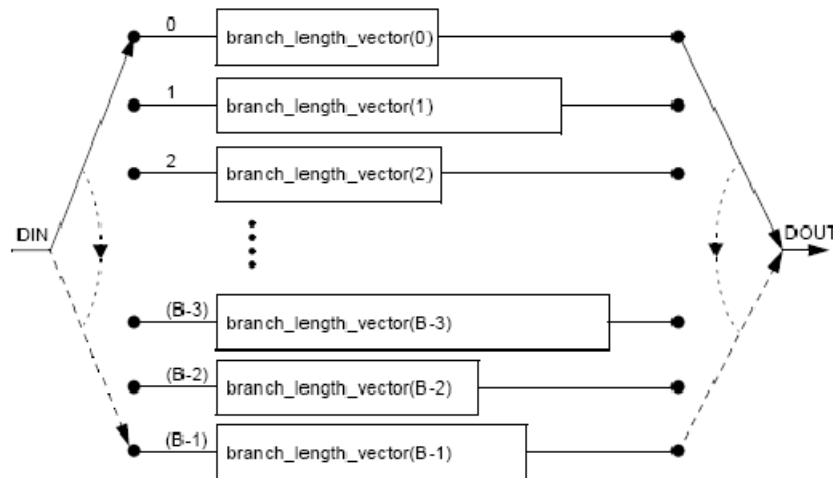 0
branch_length_vector(0)
1
branch_length_vector(1)
2
branch_length_vector(2)
DIN
DOUT
(B-3)
branch_length_vector(B-3)
(B-2)
branch_length_vector(B-2)
(B-1)
branch_length_vector(B-1)